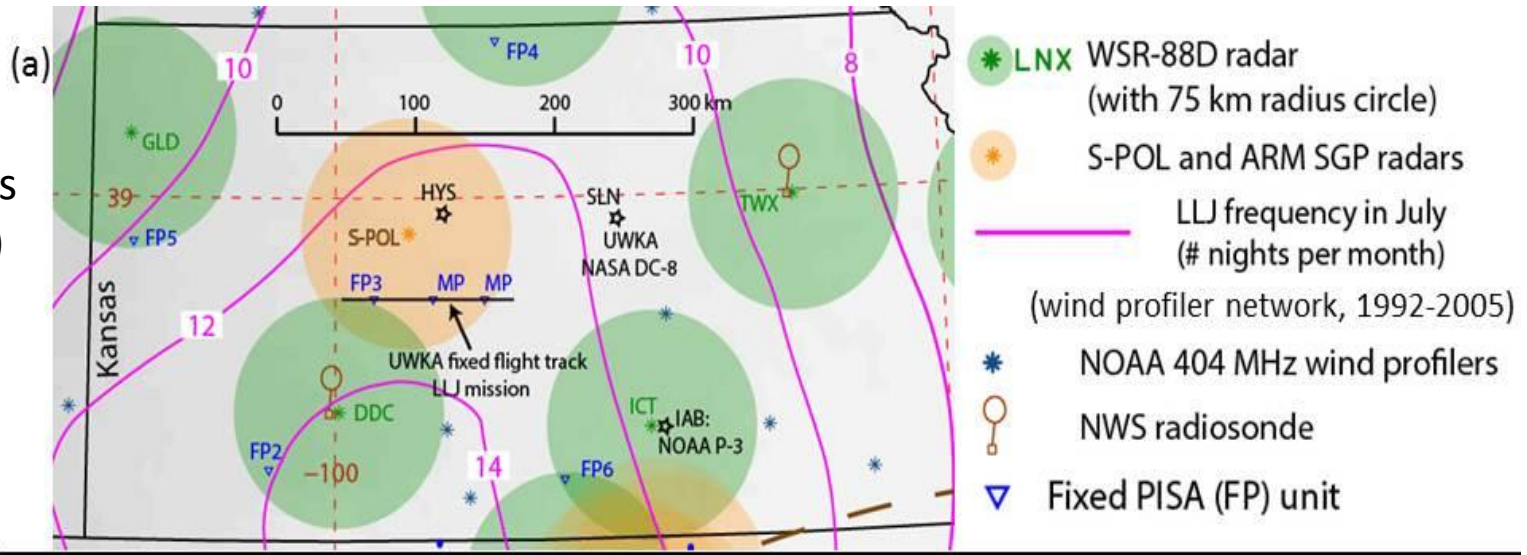 (a)
s
)
10
FP4
10
8
0 100 200 300 km
GLD
39
HYS
SLN
TWX
FP5
S-POL
UWKA
NASA DC-8
FP3 MP MP
Kansas
12
UWKA fixed flight track
LLJ mission
DDC
ICT
IAB:
NOAA P-3
FP2
−100
14
FP6
LNX WSR-88D radar
(with 75 km radius circle)
S-POL and ARM SGP radars
LLJ frequency in July
(# nights per month)
(wind profiler network, 1992-2005)
NOAA 404 MHz wind profilers
NWS radiosonde
Fixed PISA (FP) unit